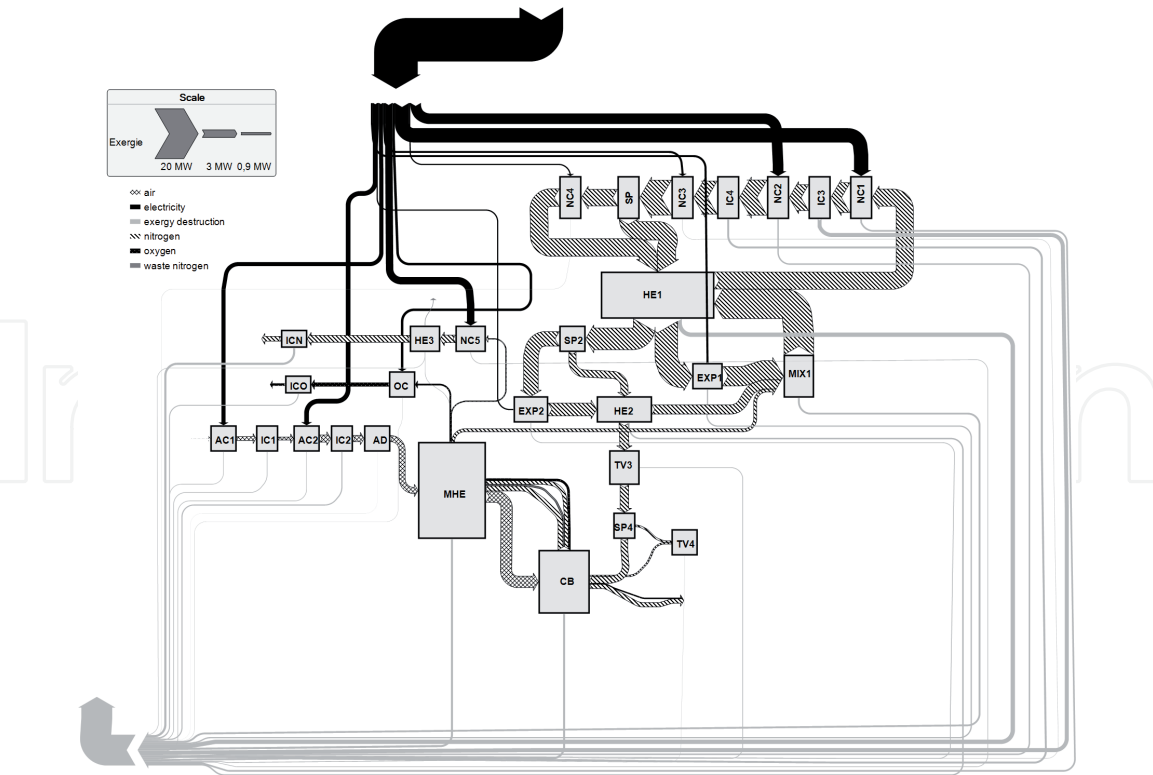 Scale
Exergie
20 MW 3 MW 0,9 MW
air
electricity
exergy destruction
nitrogen
oxygen
waste nitrogen
NC4 SP NC3 IC4 NC2 IC3 NC1
HE1
ICN HE3 NC5 SP2
EXP1 MIX1
ICO OC
EXP2 HE2
AC1 IC1 AC2 IC2 AD
TV3
MHE
SP4
TV4
CB